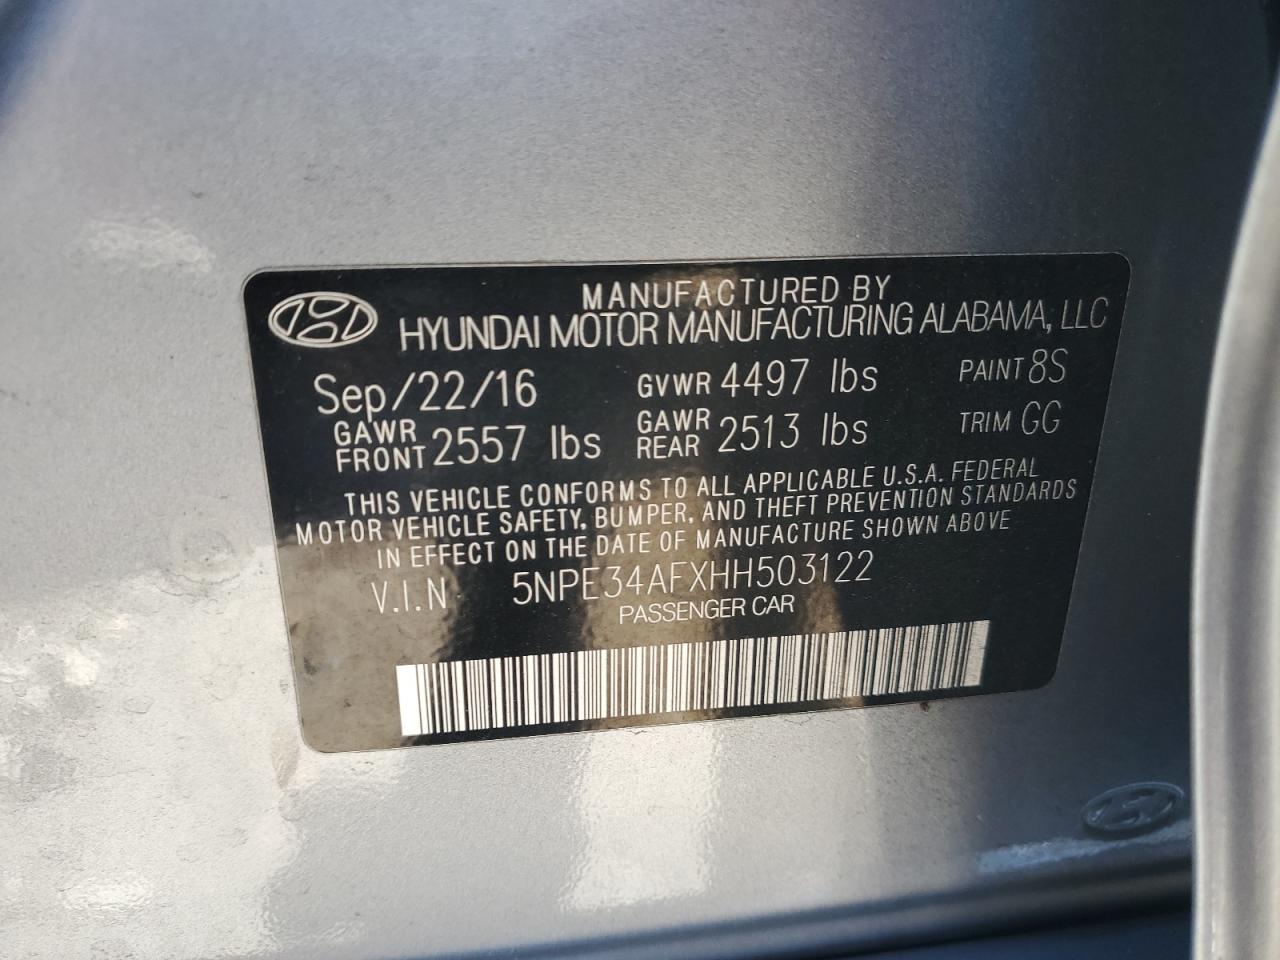 MANUFACTURED BY
HYUNDAI MOTOR MANUFACTURING ALABAMA, LLC
Sep/22/16 GVWR 4497 lbs PAINT 8S
GAWR FRONT 2557 lbs GAWR REAR 2513 lbs TRIM GG
THIS VEHICLE CONFORMS TO ALL APPLICABLE U.S.A. FEDERAL
MOTOR VEHICLE SAFETY, BUMPER, AND THEFT PREVENTION STANDARDS
IN EFFECT ON THE DATE OF MANUFACTURE SHOWN ABOVE
V.I.N 5NPE34AFXHH503122
PASSENGER CAR